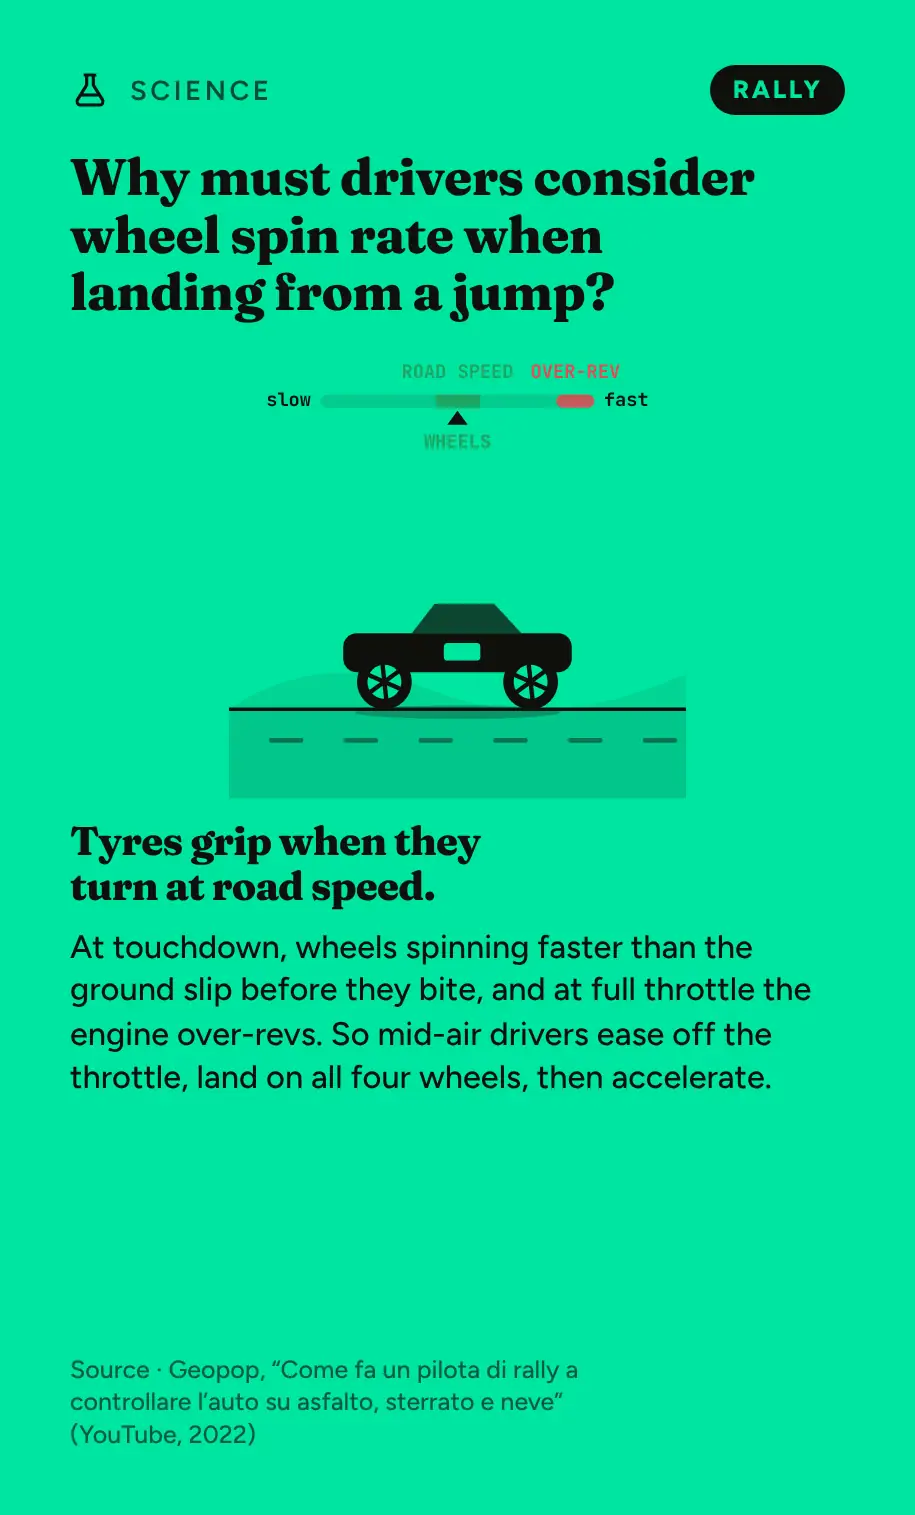 SCIENCE
RALLY
Why must drivers consider
wheel spin rate when
landing from a jump?
ROAD SPEED OVER-REV
slow fast
WHEELS
Tyres grip when they
turn at road speed.
At touchdown, wheels spinning faster than the
ground slip before they bite, and at full throttle the
engine over-revs. So mid-air drivers ease off the
throttle, land on all four wheels, then accelerate.
Source · Geopop, “Come fa un pilota di rally a
controllare l’auto su asfalto, sterrato e neve”
(YouTube, 2022)